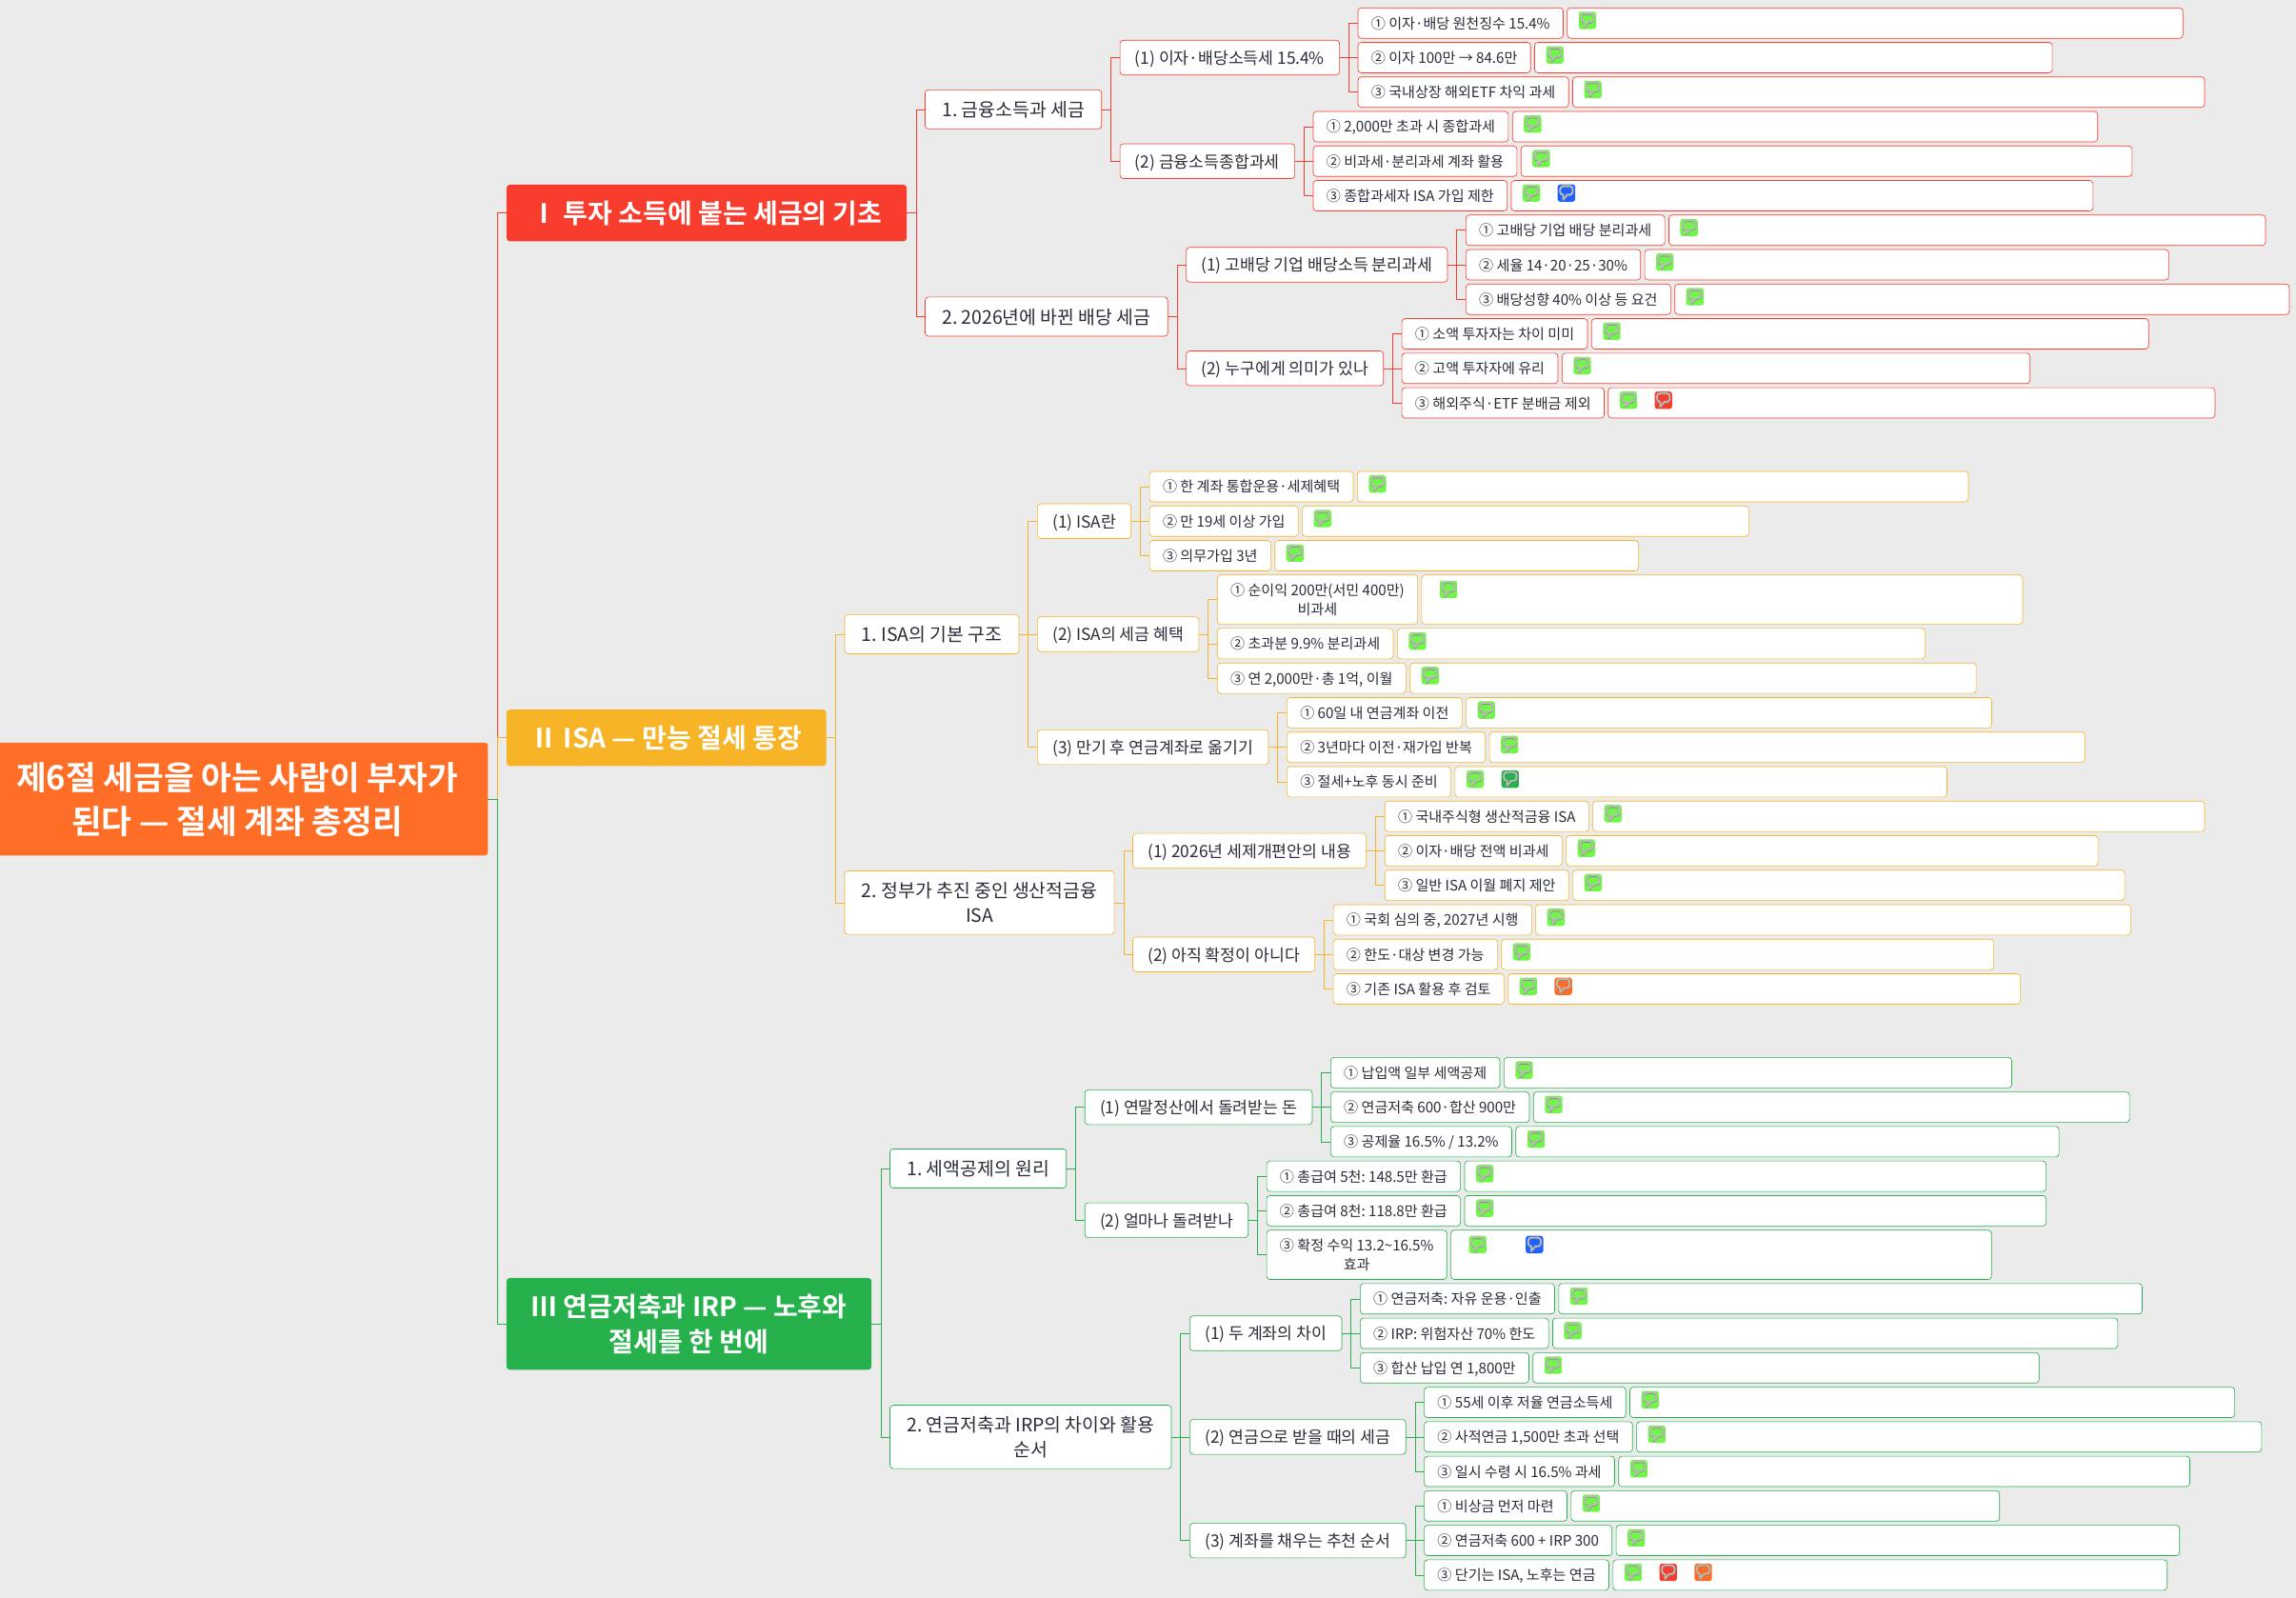 제6절 세금을 아는 사람이 부자가
된다 — 절세 계좌 총정리
Ⅰ 투자 소득에 붙는 세금의 기초
1. 금융소득과 세금
(1) 이자·배당소득세 15.4%
① 이자·배당 원천징수 15.4%
② 이자 100만 → 84.6만
③ 국내상장 해외ETF 차익 과세
(2) 금융소득종합과세
① 2,000만 초과 시 종합과세
② 비과세·분리과세 계좌 활용
③ 종합과세자 ISA 가입 제한
2. 2026년에 바뀐 배당 세금
(1) 고배당 기업 배당소득 분리과세
① 고배당 기업 배당 분리과세
② 세율 14·20·25·30%
③ 배당성향 40% 이상 등 요건
(2) 누구에게 의미가 있나
① 소액 투자자는 차이 미미
② 고액 투자자에 유리
③ 해외주식·ETF 분배금 제외
Ⅱ ISA — 만능 절세 통장
1. ISA의 기본 구조
(1) ISA란
① 한 계좌 통합운용·세제혜택
② 만 19세 이상 가입
③ 의무가입 3년
(2) ISA의 세금 혜택
① 순이익 200만(서민 400만)
비과세
② 초과분 9.9% 분리과세
③ 연 2,000만·총 1억, 이월
(3) 만기 후 연금계좌로 옮기기
① 60일 내 연금계좌 이전
② 3년마다 이전·재가입 반복
③ 절세+노후 동시 준비
2. 정부가 추진 중인 생산적금융
ISA
(1) 2026년 세제개편안의 내용
① 국내주식형 생산적금융 ISA
② 이자·배당 전액 비과세
③ 일반 ISA 이월 폐지 제안
(2) 아직 확정이 아니다
① 국회 심의 중, 2027년 시행
② 한도·대상 변경 가능
③ 기존 ISA 활용 후 검토
Ⅲ 연금저축과 IRP — 노후와
절세를 한 번에
1. 세액공제의 원리
(1) 연말정산에서 돌려받는 돈
① 납입액 일부 세액공제
② 연금저축 600·합산 900만
③ 공제율 16.5% / 13.2%
(2) 얼마나 돌려받나
① 총급여 5천: 148.5만 환급
② 총급여 8천: 118.8만 환급
③ 확정 수익 13.2~16.5%
효과
2. 연금저축과 IRP의 차이와 활용
순서
(1) 두 계좌의 차이
① 연금저축: 자유 운용·인출
② IRP: 위험자산 70% 한도
③ 합산 납입 연 1,800만
(2) 연금으로 받을 때의 세금
① 55세 이후 저율 연금소득세
② 사적연금 1,500만 초과 선택
③ 일시 수령 시 16.5% 과세
(3) 계좌를 채우는 추천 순서
① 비상금 먼저 마련
② 연금저축 600 + IRP 300
③ 단기는 ISA, 노후는 연금